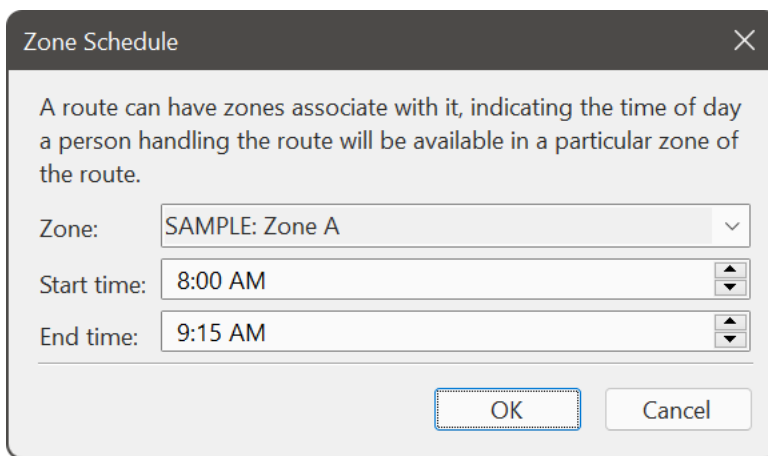 Zone Schedule
A route can have zones associate with it, indicating the time of day
a person handling the route will be available in a particular zone of
the route.
Zone: SAMPLE: Zone A
Start time: 8:00 AM
End time: 9:15 AM
OK Cancel